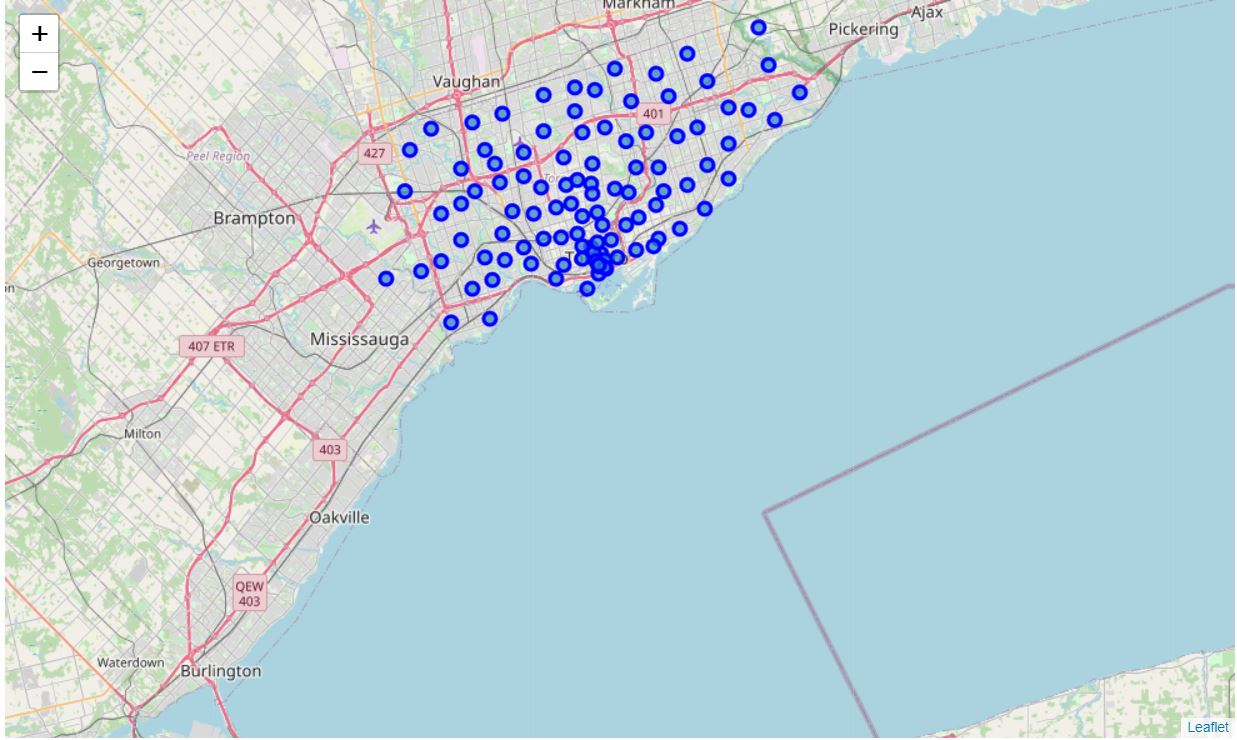 Markham
Ajax
+
Pickering
−
Vaughan
401
427
Peel Region
Brampton
Georgetown
Mississauga
407 ETR
Milton
403
Oakville
QEW
403
Waterdown
Burlington
Leaflet